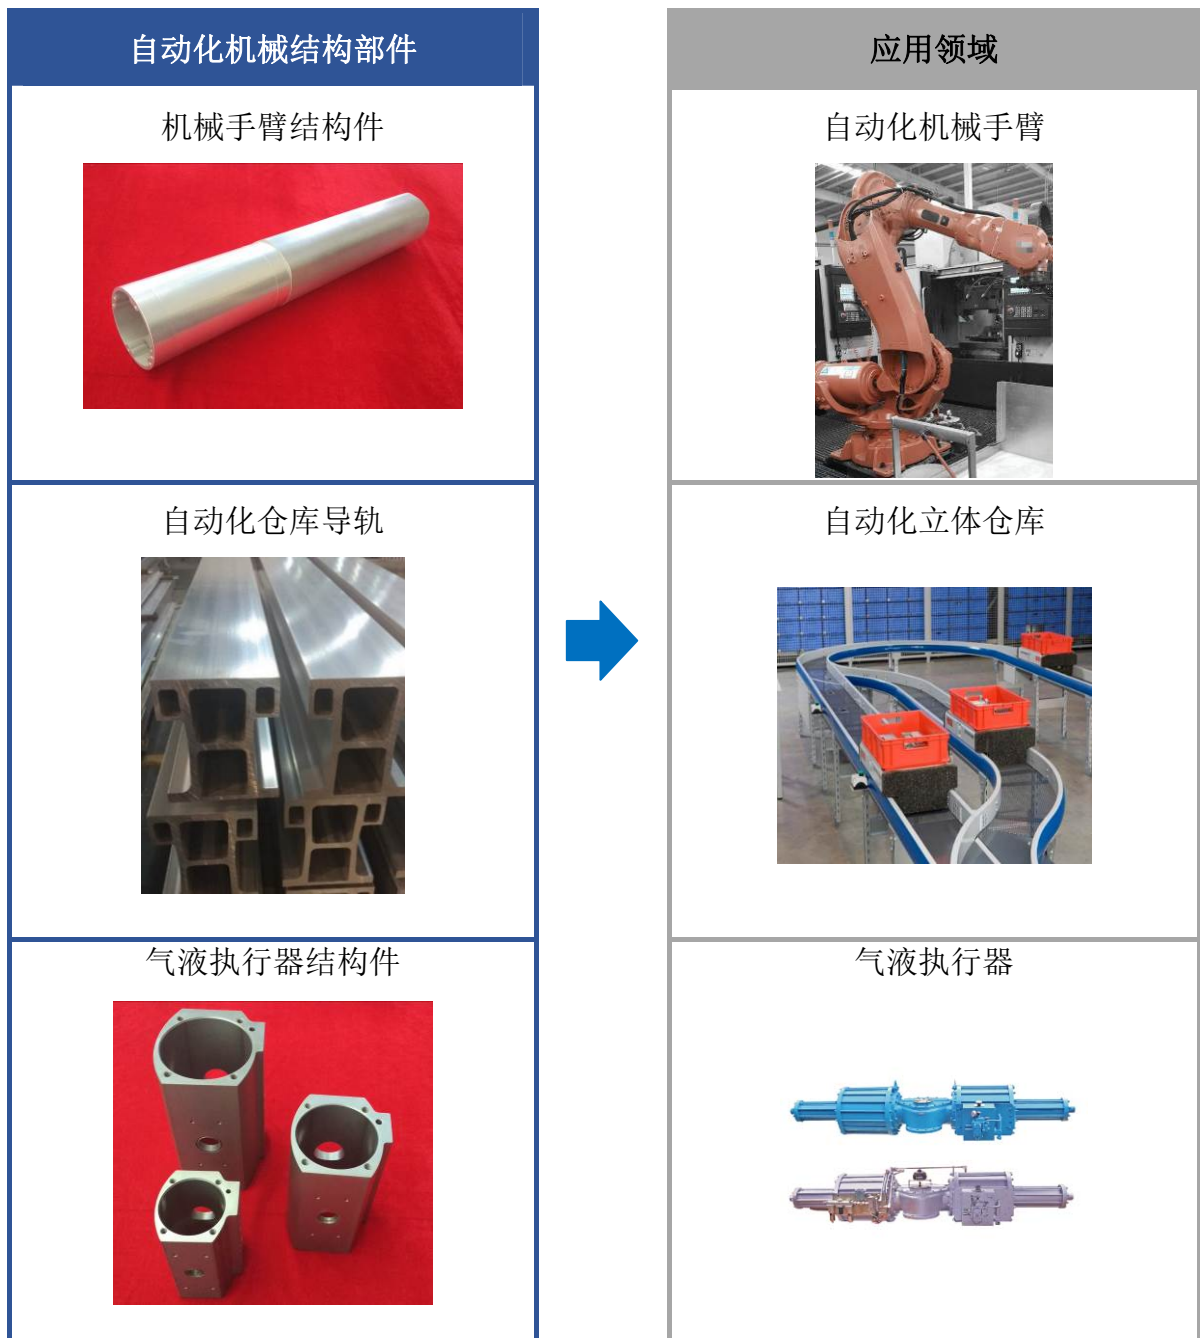 自动化机械结构部件
应用领域
机械手臂结构件
自动化机械手臂
自动化仓库导轨
自动化立体仓库
气液执行器结构件
气液执行器